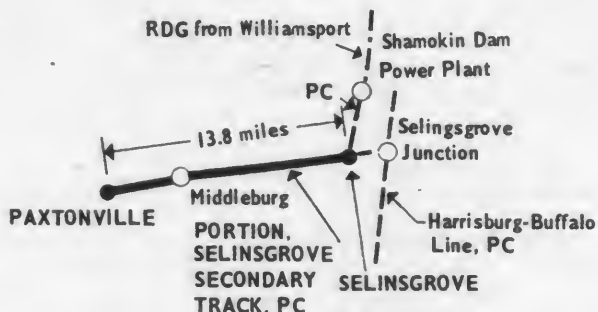 RDG from Williamsport
Shamokin Dam
Power Plant
PC
Selingsgrove
Junction
13.8 miles
Middleburg
PAXTONVILLE
PORTION,
SELINSGROVE
SECONDARY
TRACK, PC
SELINSGROVE
Harrisburg-Buffalo
Line, PC